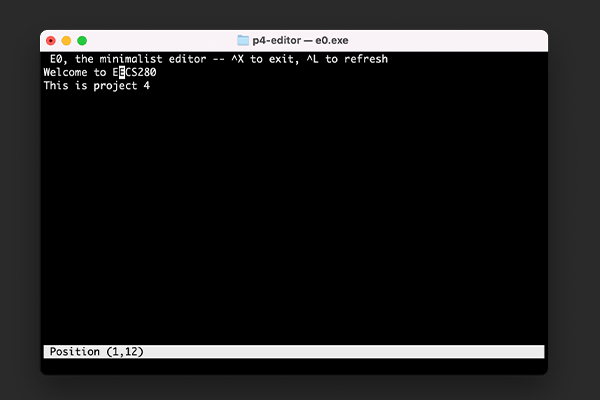 p4-editor — e0.exe
E0, the minimalist editor -- ^X to exit, ^L to refresh
Welcome to EECS280
This is project 4
Position (1,12)